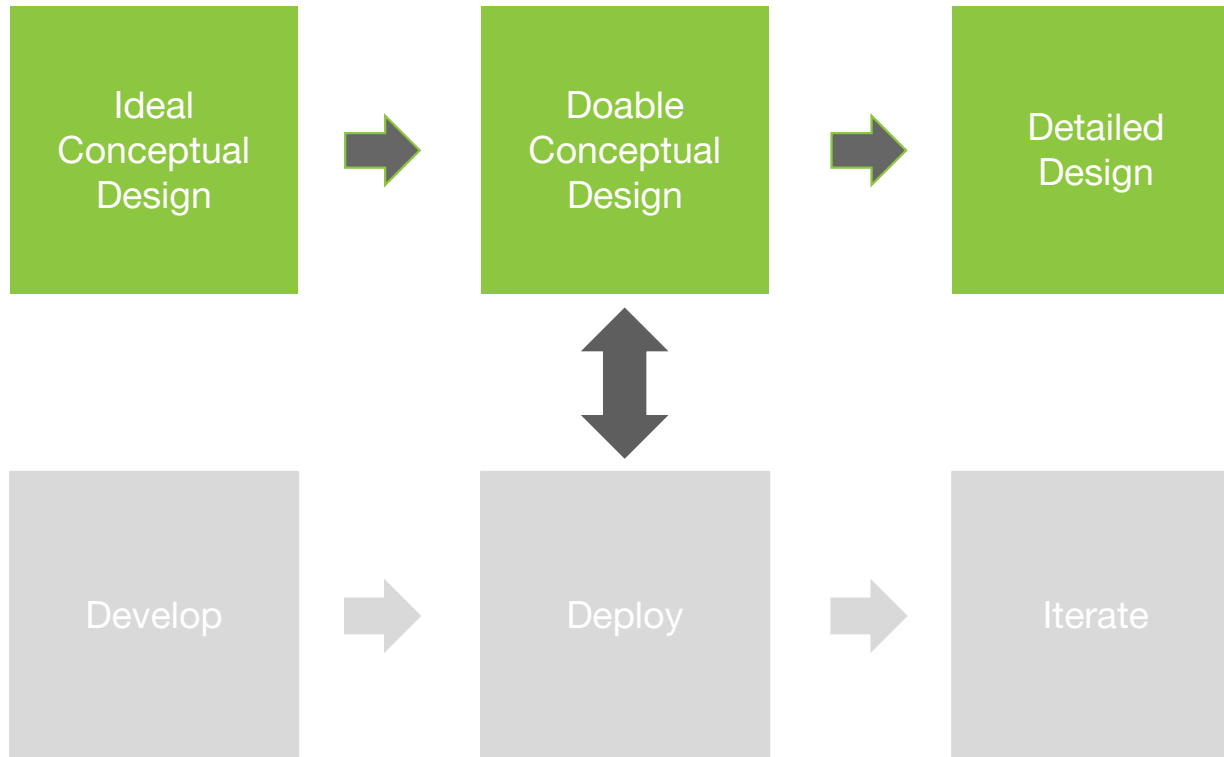 Ideal
Conceptual
Design
Doable
Conceptual
Design
Detailed
Design
Develop
Deploy
Iterate